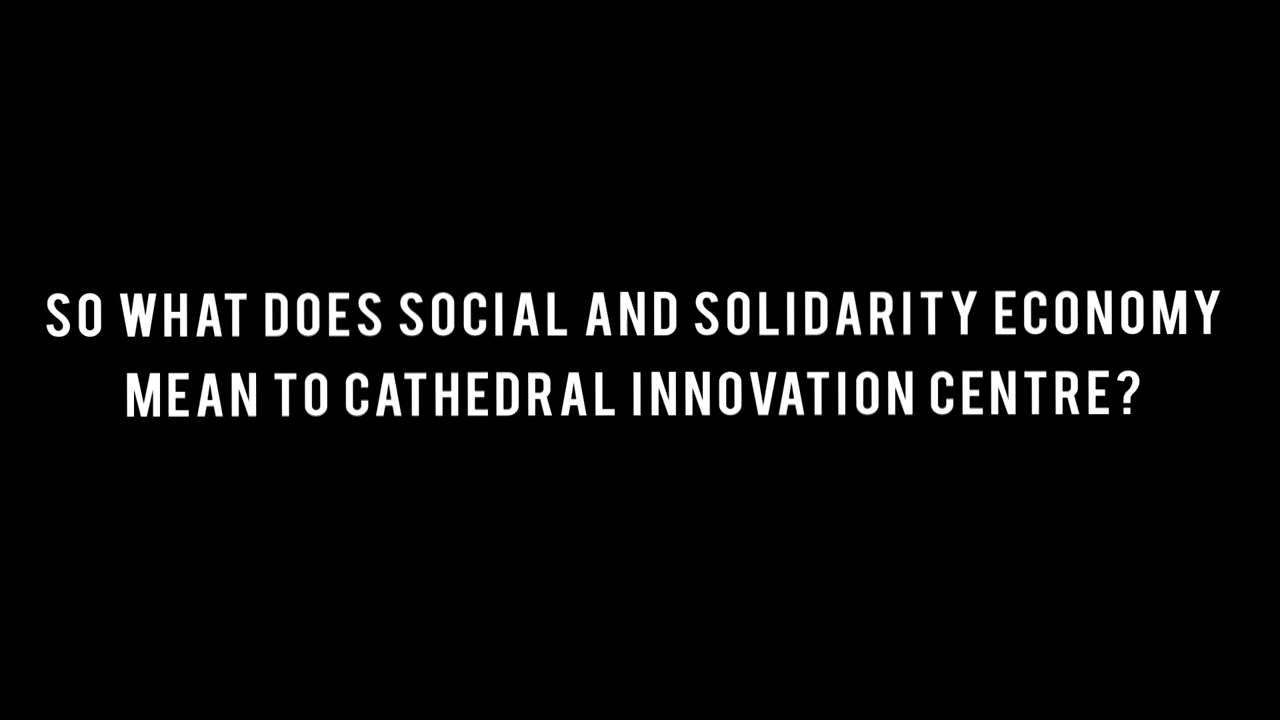 SO WHAT DOES SOCIAL AND SOLIDARITY ECONOMY
MEAN TO CATHEDRAL INNOVATION CENTRE?